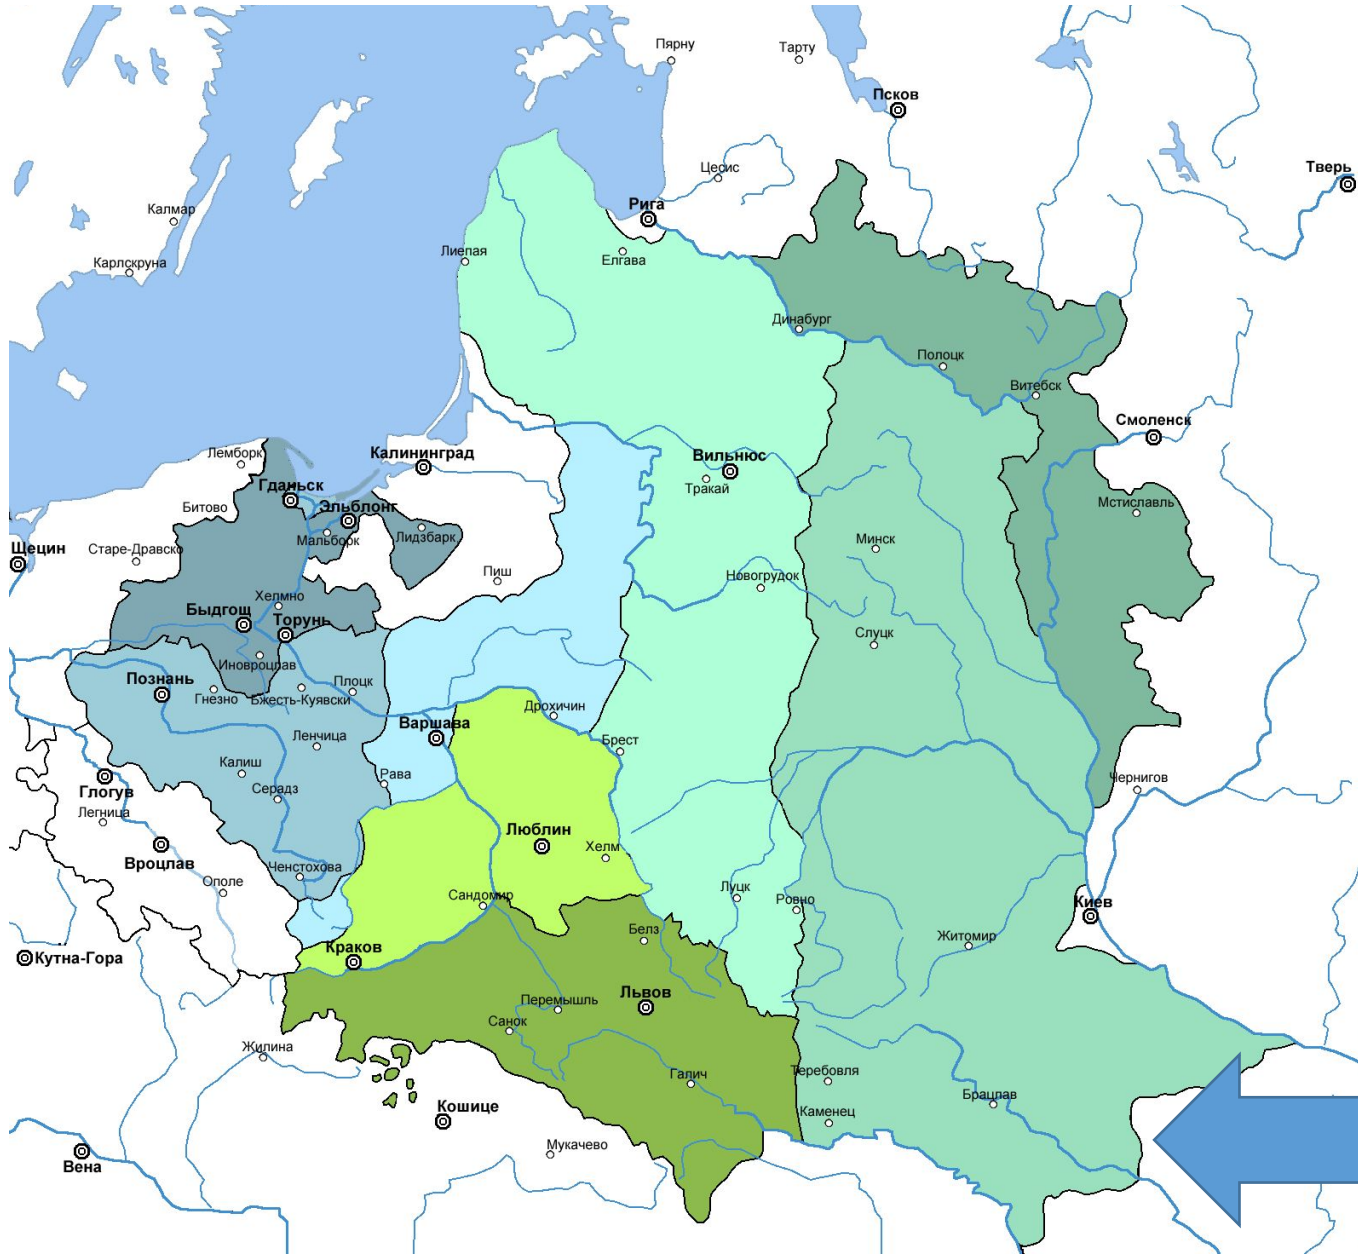 Пярну
Тарту
Псков
Цесис
Тверь
Калмар
Рига
Лиепая
Елгава
Карлскруна
Динабург
Полоцк
Витебск
Смоленск
Лемборк
Калининград
Вильнюс
Тракай
Гданьск
Битово
Эльблонг
Мстиславль
Мальборк
Лидзбарк
Минск
Щецин
Старе-Дравско
Пиш
Новогрудок
Хелмно
Быдгощ
Торунь
Слуцк
Иновроцлав
Познань
Плоцк
Гнезно
Бжесть-Куявски
Дрохичин
Варшава
Ленчица
Брест
Калиш
Рава
Чернигов
Серадз
Глогув
Легница
Люблин
Хелм
Вроцлав
Ченстохова
Ополе
Сандомир
Луцк
Ровно
Киев
Белз
Житомир
Краков
Кутна-Гора
Перемышль
Львов
Санок
Жилина
Галич
Теребовля
Брацлав
Кошице
Каменец
Мукачево
Вена